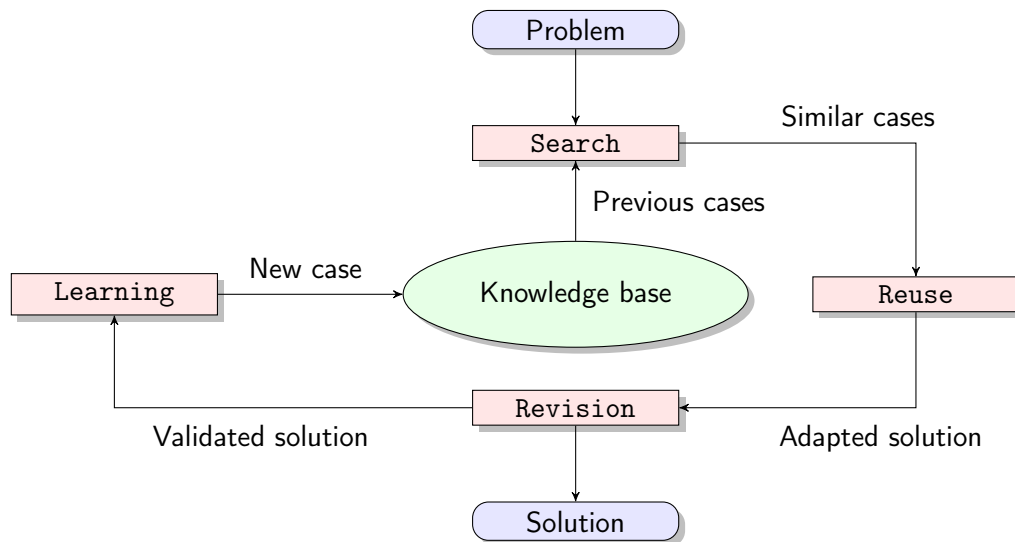 Problem
Similar cases
Search
Previous cases
New case
Learning
Knowledge base
Reuse
Revision
Validated solution
Adapted solution
Solution